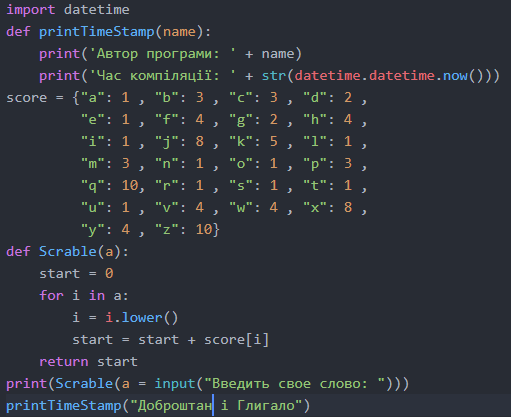 import datetime
def printTimeStamp(name):
    print('Автор програми: ' + name)
    print('Час компіляції: ' + str(datetime.datetime.now()))
score = {"a": 1 , "b": 3 , "c": 3 , "d": 2 ,
         "e": 1 , "f": 4 , "g": 2 , "h": 4 ,
         "i": 1 , "j": 8 , "k": 5 , "l": 1 ,
         "m": 3 , "n": 1 , "o": 1 , "p": 3 ,
         "q": 10, "r": 1 , "s": 1 , "t": 1 ,
         "u": 1 , "v": 4 , "w": 4 , "x": 8 ,
         "y": 4 , "z": 10}
def Scrable(a):
    start = 0
    for i in a:
        i = i.lower()
        start = start + score[i]
    return start
print(Scrable(a = input("Введить свое слово: ")))
printTimeStamp("Доброштан і Глигало")